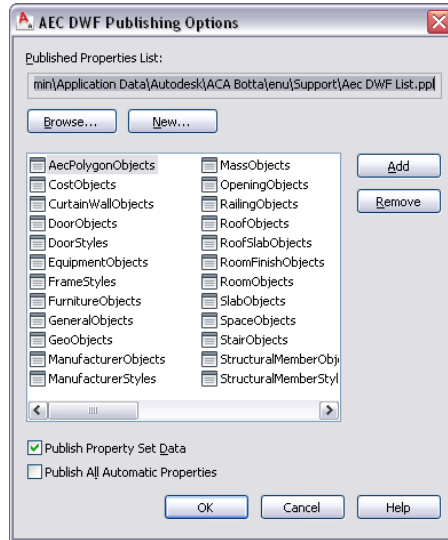 AEC DWF Publishing Options
Published Properties List:
min\Application Data\Autodesk\ACA Botta\enu\Support\Aec DWF List.ppl
Browse...
New...
AecPolygonObjects
CostObjects
CurtainWallObjects
DoorObjects
DoorStyles
EquipmentObjects
FrameStyles
FurnitureObjects
GeneralObjects
GeoObjects
ManufacturerObjects
ManufacturerStyles
MassObjects
OpeningObjects
RailingObjects
RoofObjects
RoofSlabObjects
RoomFinishObjects
RoomObjects
SlabObjects
SpaceObjects
StairObjects
StructuralMemberObj
StructuralMemberStyl
Add
Remove
Publish Property Set Data
Publish All Automatic Properties
OK
Cancel
Help